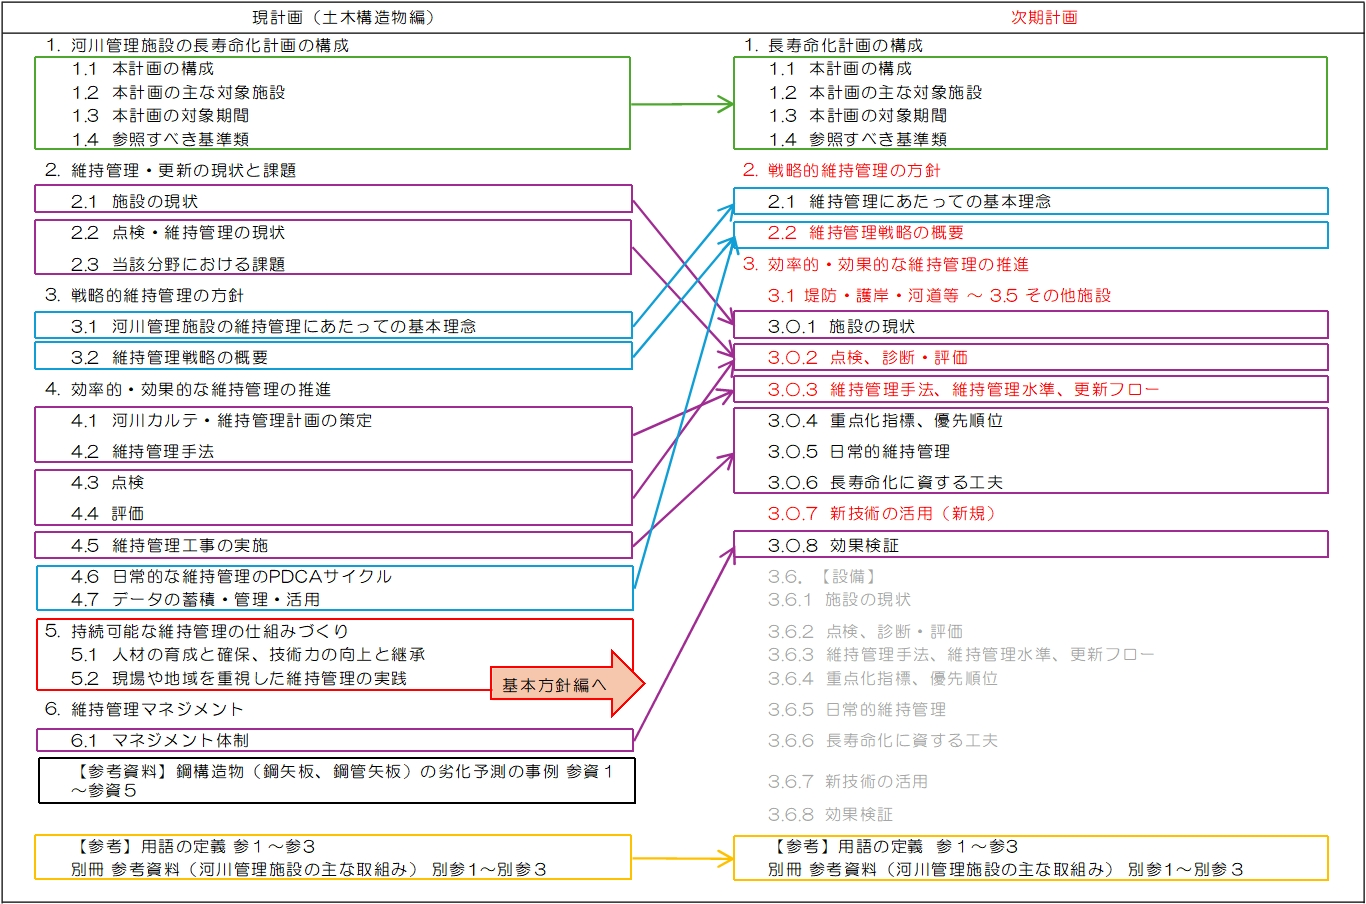 現計画（土木構造物編）
1. 河川管理施設の長寿命化計画の構成
1.1 本計画の構成
1.2 本計画の主な対象施設
1.3 本計画の対象期間
1.4 参照すべき基準類
2. 維持管理・更新の現状と課題
2.1 施設の現状
2.2 点検・維持管理の現状
2.3 当該分野における課題
3. 戦略的維持管理の方針
3.1 河川管理施設の維持管理にあたっての基本理念
3.2 維持管理戦略の概要
4. 効率的・効果的な維持管理の推進
4.1 河川カルテ・維持管理計画の策定
4.2 維持管理手法
4.3 点検
4.4 評価
4.5 維持管理工事の実施
4.6 日常的な維持管理のPDCAサイクル
4.7 データの蓄積・管理・活用
5. 持続可能な維持管理の仕組みづくり
5.1 人材の育成と確保、技術力の向上と継承
5.2 現場や地域を重視した維持管理の実践
基本方針編へ
6. 維持管理マネジメント
6.1 マネジメント体制
【参考資料】鋼構造物（鋼矢板、鋼管矢板）の劣化予測の事例 参資１
～参資５
【参考】用語の定義 参１～参３
別冊 参考資料（河川管理施設の主な取組み） 別参１～別参３
次期計画
1. 長寿命化計画の構成
1.1 本計画の構成
1.2 本計画の主な対象施設
1.3 本計画の対象期間
1.4 参照すべき基準類
2. 戦略的維持管理の方針
2.1 維持管理にあたっての基本理念
2.2 維持管理戦略の概要
3. 効率的・効果的な維持管理の推進
3.1 堤防・護岸・河道等 ～ 3.5 その他施設
3.〇.1 施設の現状
3.〇.2 点検、診断・評価
3.〇.3 維持管理手法、維持管理水準、更新フロー
3.〇.4 重点化指標、優先順位
3.〇.5 日常的維持管理
3.〇.6 長寿命化に資する工夫
3.〇.7 新技術の活用（新規）
3.〇.8 効果検証
3.6. 【設備】
3.6.1 施設の現状
3.6.2 点検、診断・評価
3.6.3 維持管理手法、維持管理水準、更新フロー
3.6.4 重点化指標、優先順位
3.6.5 日常的維持管理
3.6.6 長寿命化に資する工夫
3.6.7 新技術の活用
3.6.8 効果検証
【参考】用語の定義 参１～参３
別冊 参考資料（河川管理施設の主な取組み） 別参１～別参３